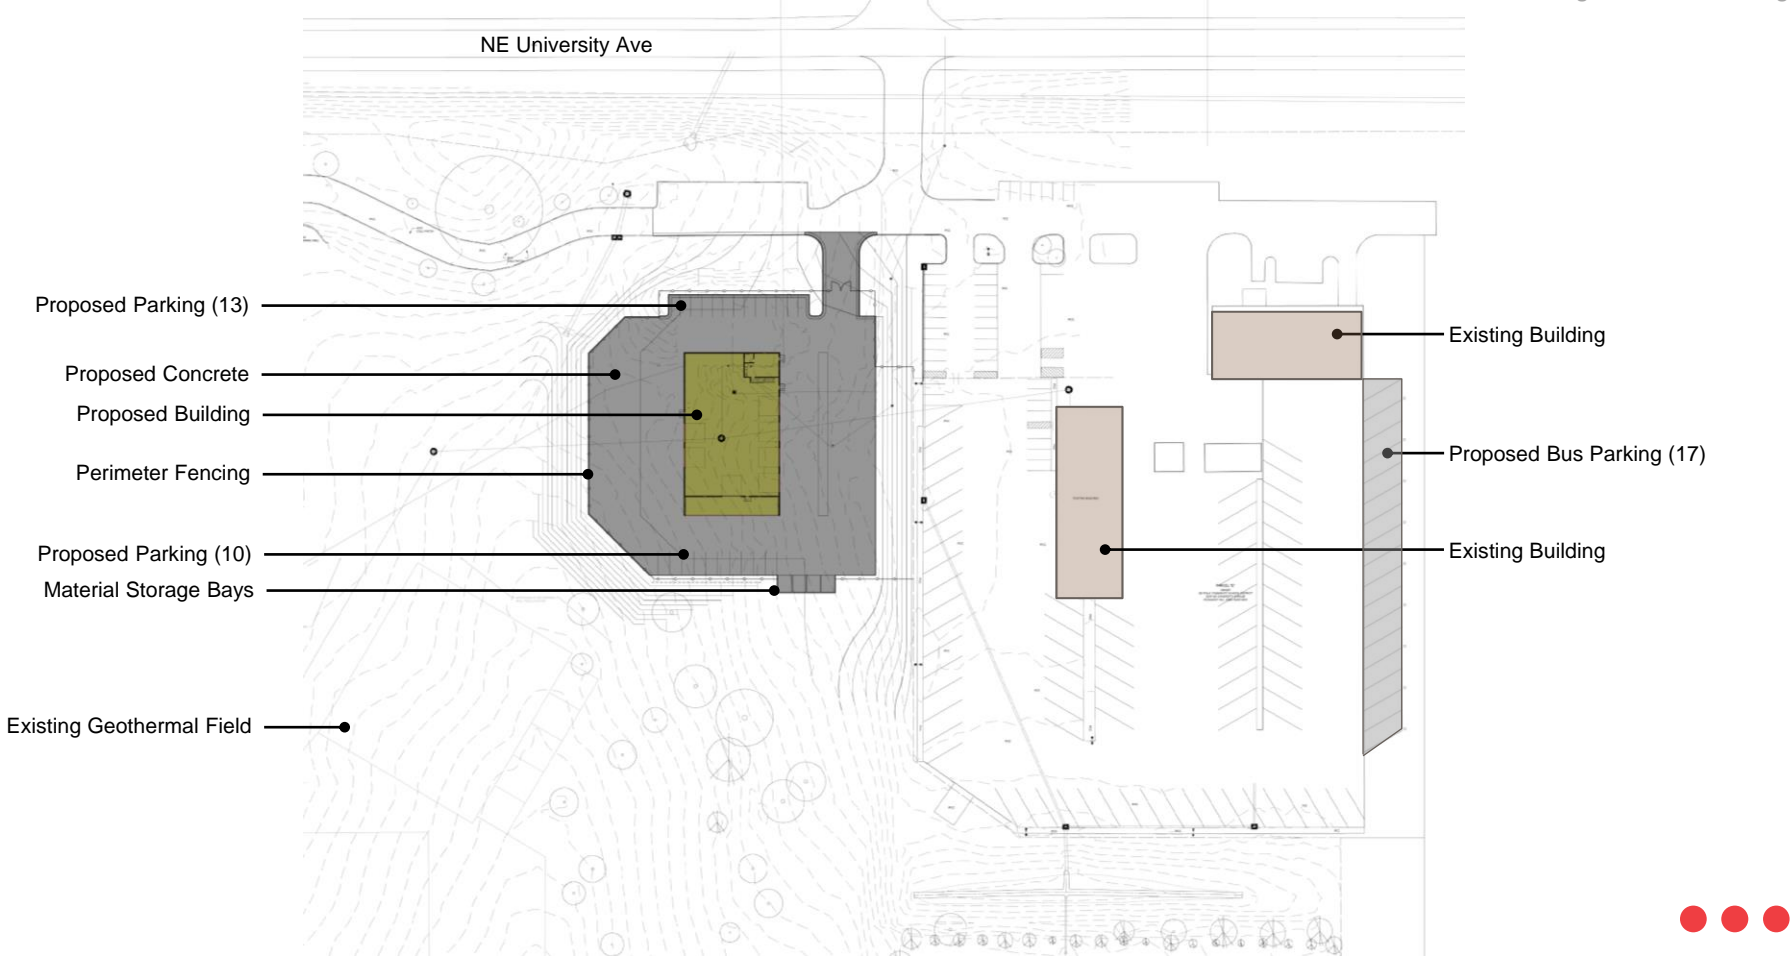 NE University Ave
Proposed Parking (13)
Proposed Concrete
Proposed Building
Perimeter Fencing
Proposed Parking (10)
Material Storage Bays
Existing Geothermal Field
Existing Building
Proposed Bus Parking (17)
Existing Building